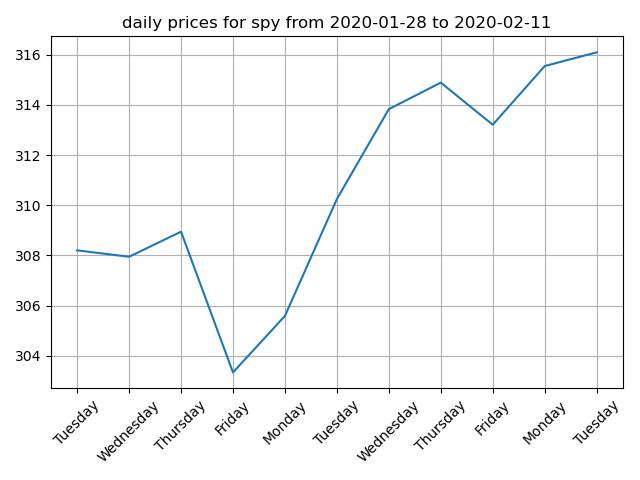 daily prices for spy from 2020-01-28 to 2020-02-11
316
314
312
310
308
306
304
Tuesday
Wednesday
Thursday
Friday
Monday
Tuesday
Wednesday
Thursday
Friday
Monday
Tuesday